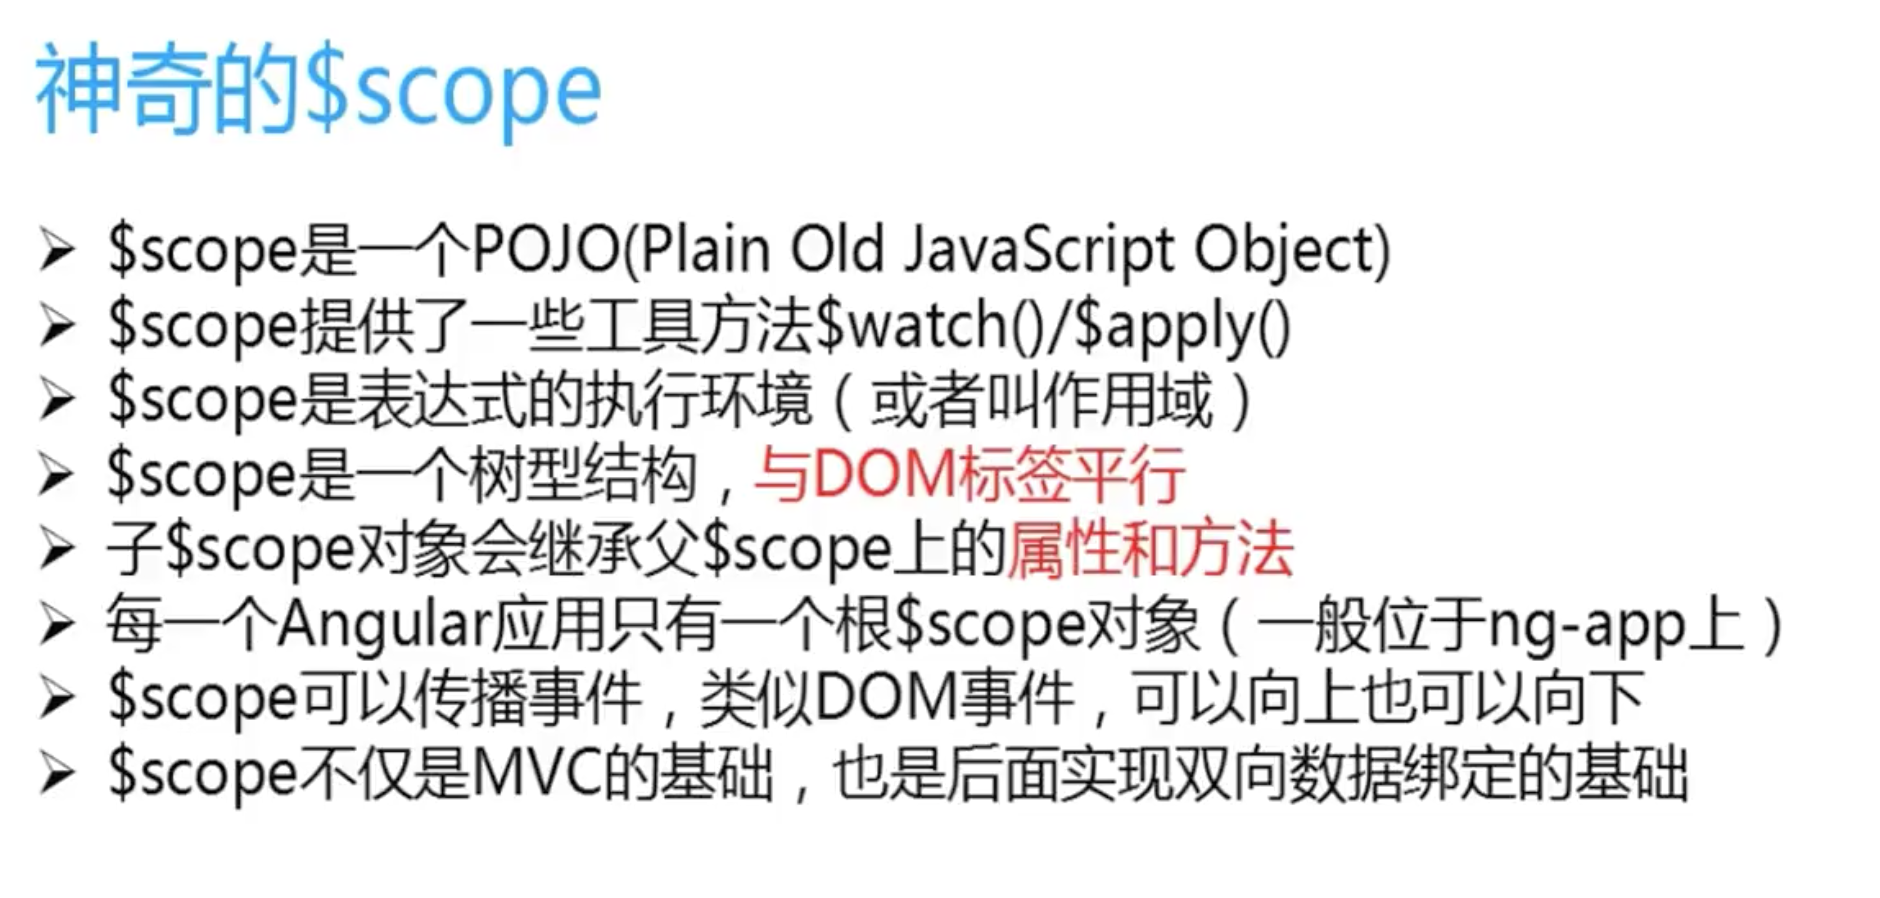 神奇的$scope
➢ $scope是一个POJO(Plain Old JavaScript Object)
➢ $scope提供了一些工具方法$watch()/$apply()
➢ $scope是表达式的执行环境（或者叫作用域）
➢ $scope是一个树型结构，与DOM标签平行
➢ 子$scope对象会继承父$scope上的属性和方法
➢ 每一个Angular应用只有一个根$scope对象（一般位于ng-app上）
➢ $scope可以传播事件，类似DOM事件，可以向上也可以向下
➢ $scope不仅是MVC的基础，也是后面实现双向数据绑定的基础